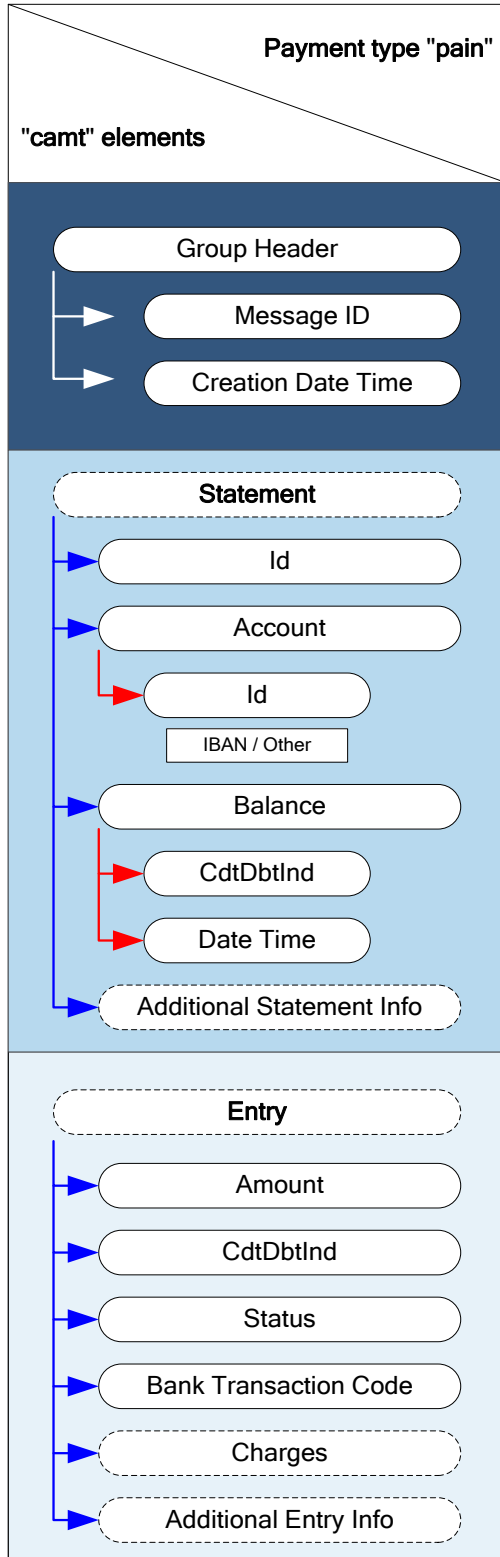 Payment type "pain"
"camt" elements
Group Header
Message ID
Creation Date Time
Statement
Id
Account
Id
IBAN / Other
Balance
CdtDbtInd
Date Time
Additional Statement Info
Entry
Amount
CdtDbtInd
Status
Bank Transaction Code
Charges
Additional Entry Info